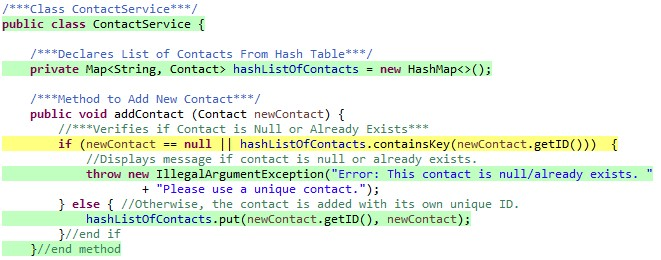 /***Class ContactService***/
public class ContactService {
/***Declares List of Contacts From Hash Table***/
private Map<String, Contact> hashListOfContacts = new HashMap<>();
/***Method to Add New Contact***/
public void addContact (Contact newContact) {
//***Verifies if Contact is Null or Already Exists***
if (newContact == null || hashListOfContacts.containsKey(newContact.getID()))  {
//Displays message if contact is null or already exists.
throw new IllegalArgumentException("Error: This contact is null/already exists. "
+ "Please use a unique contact.");
} else { //Otherwise, the contact is added with its own unique ID.
hashListOfContacts.put(newContact.getID(), newContact);
}//end if
}//end method